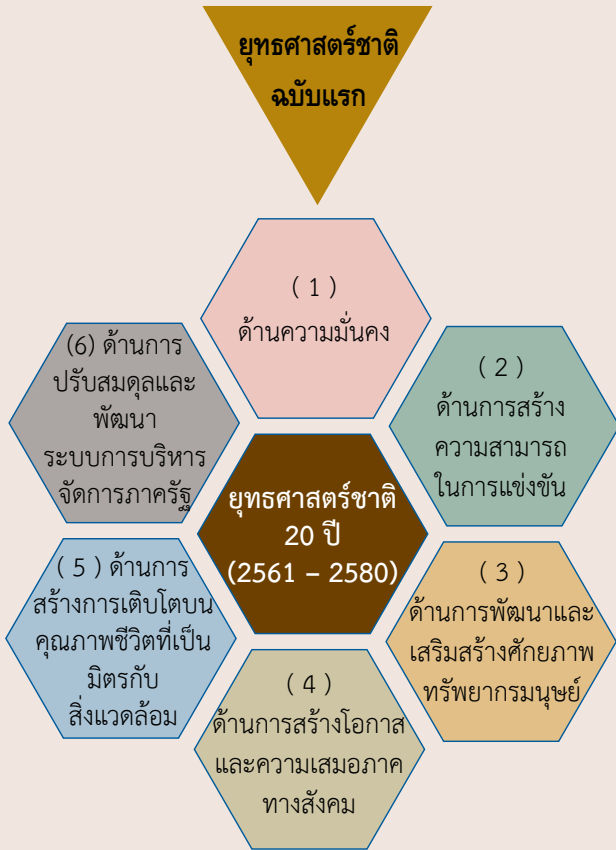 ยุทธศาสตร์ชาติ
ฉบับแรก
( 1 )
ด้านความมั่นคง
( 2 )
ด้านการสร้าง
ความสามารถ
ในการแข่งขัน
( 3 )
ด้านการพัฒนาและ
เสริมสร้างศักยภาพ
ทรัพยากรมนุษย์
( 4 )
ด้านการสร้างโอกาส
และความเสมอภาค
ทางสังคม
( 5 ) ด้านการ
สร้างการเติบโตบน
คุณภาพชีวิตที่เป็น
มิตรกับ
สิ่งแวดล้อม
(6) ด้านการ
ปรับสมดุลและ
พัฒนา
ระบบการบริหาร
จัดการภาครัฐ
ยุทธศาสตร์ชาติ
20 ปี
(2561 – 2580)